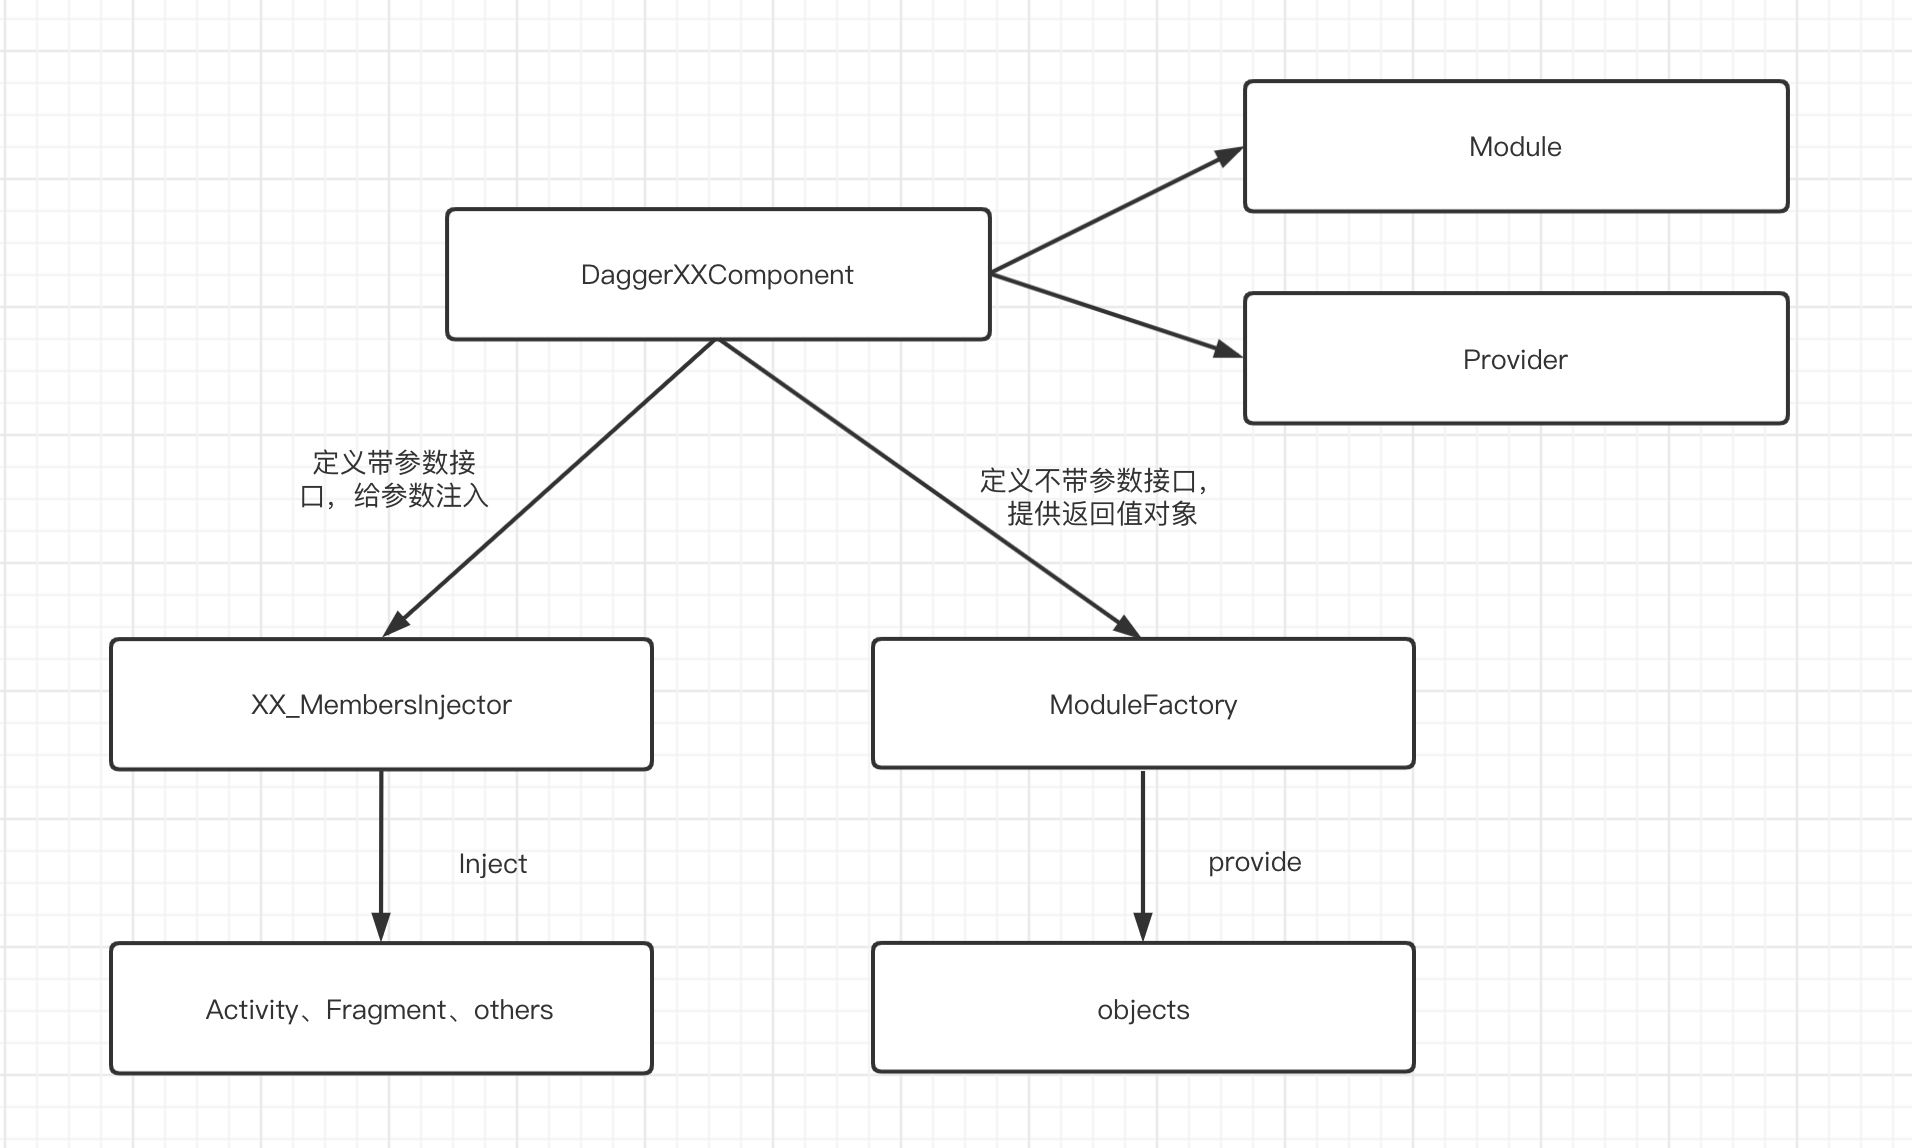 Module
DaggerXXComponent
Provider
定义带参数接
口，给参数注入
定义不带参数接口，
提供返回值对象
XX_MembersInjector
ModuleFactory
Inject
provide
Activity、Fragment、others
objects